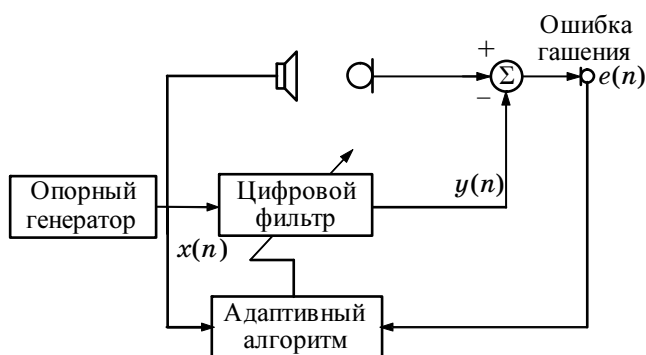 Ошибка
гашения
+
Σ
e(n)
−
Опорный
генератор
Цифровой
фильтр
y(n)
x(n)
Адаптивный
алгоритм